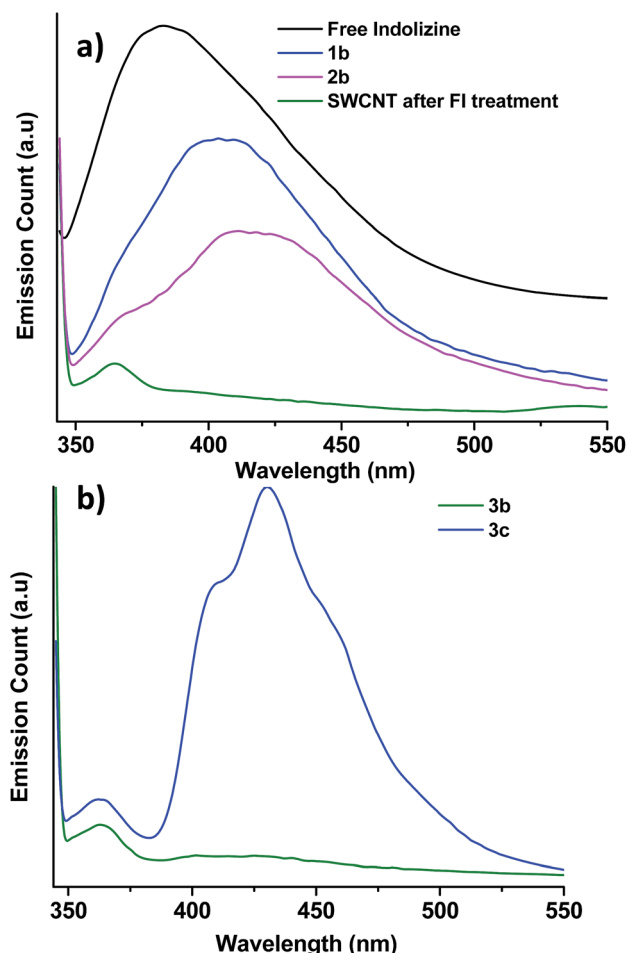 a)
Free Indolizine
1b
2b
SWCNT after FI treatment
Emission Count (a.u)
350 400 450 500 550
Wavelength (nm)
b)
3b
3c
Emission Count (a.u)
350 400 450 500 550
Wavelength (nm)